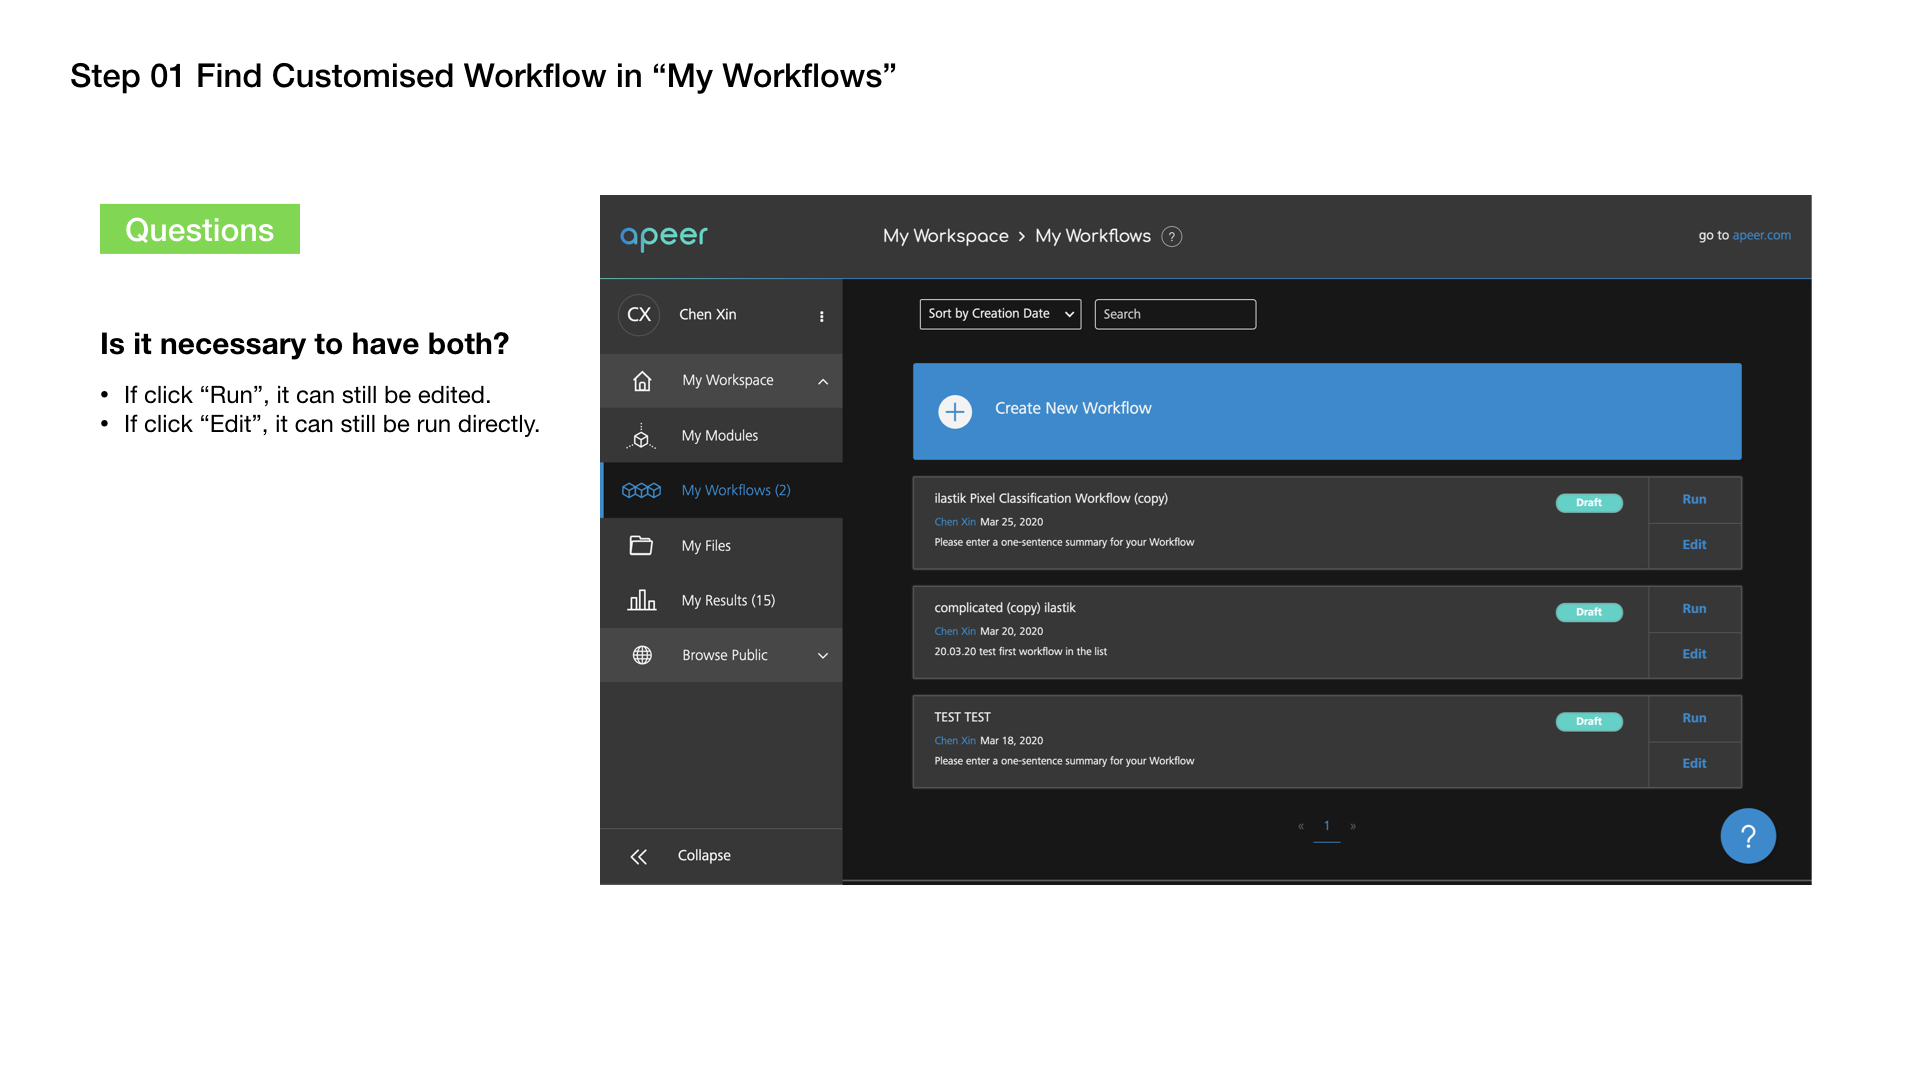 Step 01 Find Customised Workflow in “My Workflows”
Questions
Is it necessary to have both?
• If click “Run”, it can still be edited.
• If click “Edit”, it can still be run directly.
apeer
My Workspace > My Workflows ?
go to apeer.com
CX Chen Xin
My Workspace
My Modules
My Workflows (2)
My Files
My Results (15)
Browse Public
Collapse
Sort by Creation Date
Search
Create New Workflow
ilastik Pixel Classification Workflow (copy)
Chen Xin Mar 25, 2020
Please enter a one-sentence summary for your Workflow
Draft
Run
Edit
complicated (copy) ilastik
Chen Xin Mar 20, 2020
20.03.20 test first workflow in the list
Draft
Run
Edit
TEST TEST
Chen Xin Mar 18, 2020
Please enter a one-sentence summary for your Workflow
Draft
Run
Edit
« 1 »
?